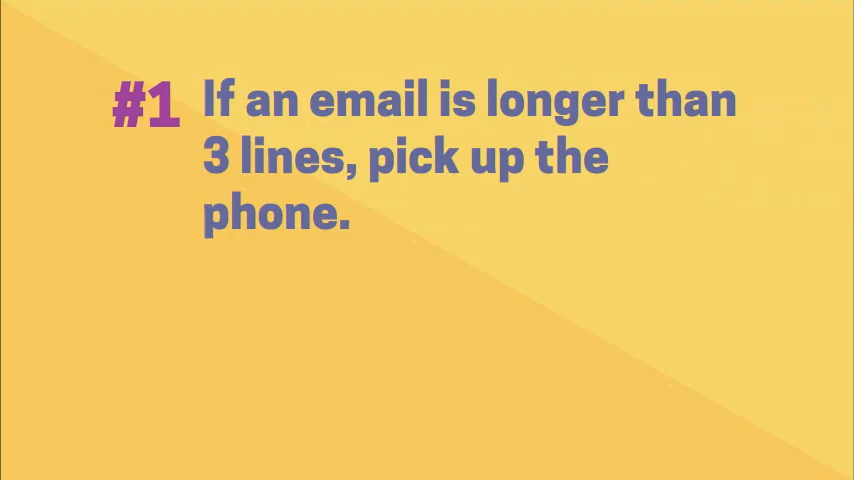 #1 If an email is longer than
3 lines, pick up the
phone.